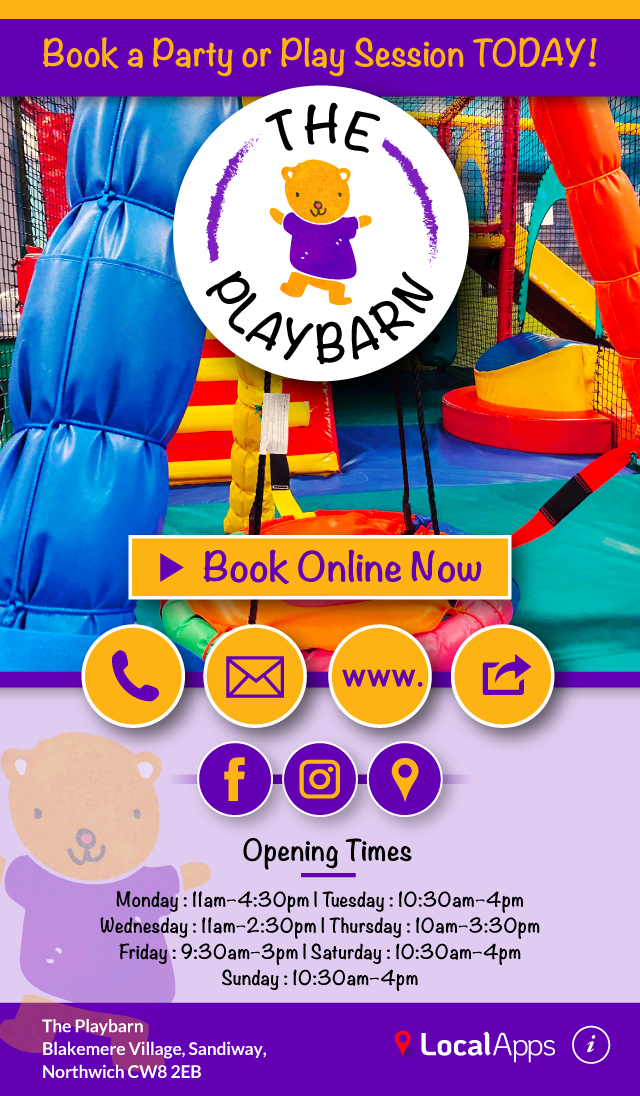 Book a Party or Play Session TODAY!
THE
PLAYBARN
Book Online Now
www.
Opening Times
Monday : 11am-4:30pm | Tuesday : 10:30am-4pm
Wednesday : 11am-2:30pm | Thursday : 10am-3:30pm
Friday : 9:30am-3pm | Saturday : 10:30am-4pm
Sunday : 10:30am-4pm
The Playbarn
Blakemere Village, Sandiway,
Northwich CW8 2EB
LocalApps
i